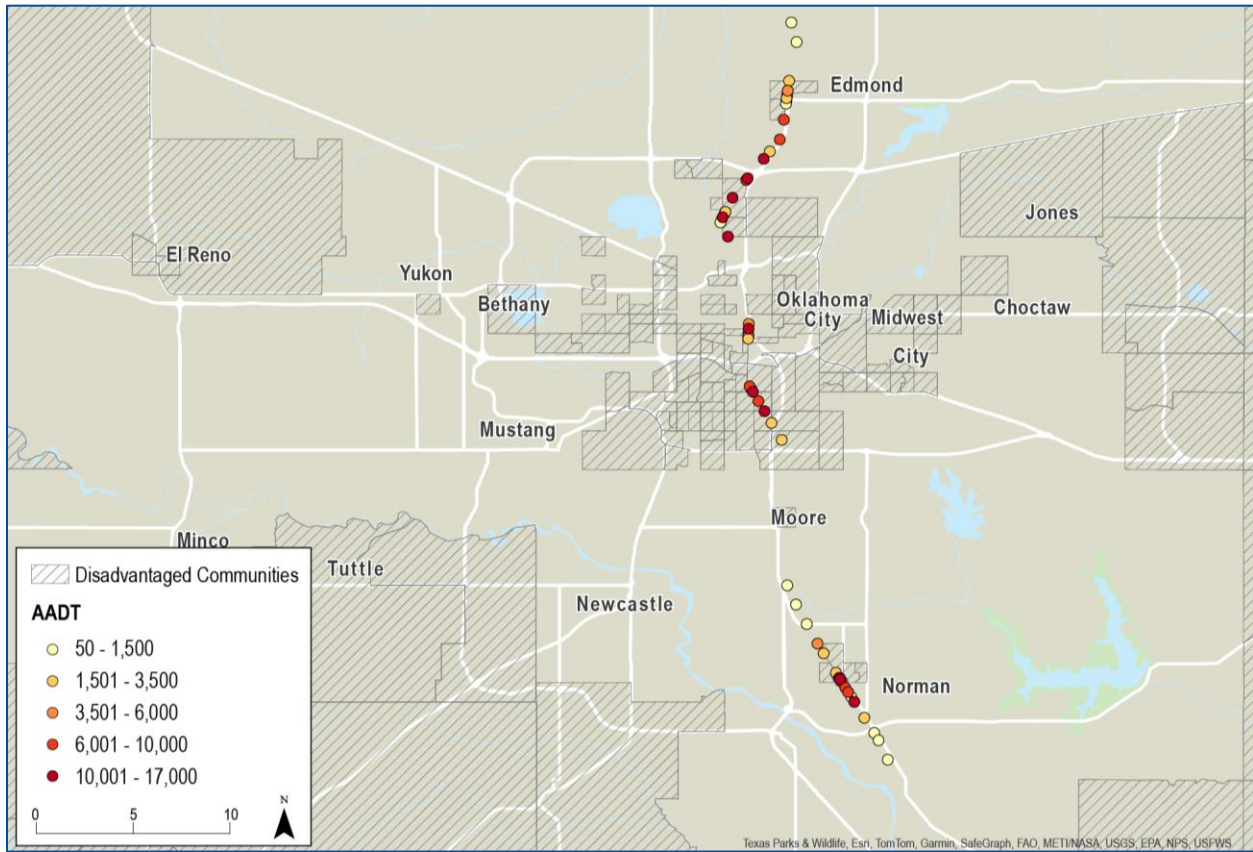 Edmond
Jones
El Reno
Yukon
Bethany
Oklahoma
City
Midwest
City
Choctaw
Mustang
Moore
Minco
Tuttle
Newcastle
Norman
Disadvantaged Communities
AADT
50 - 1,500
1,501 - 3,500
3,501 - 6,000
6,001 - 10,000
10,001 - 17,000
0 5 10
N
Texas Parks & Wildlife, Esri, TomTom, Garmin, SafeGraph, FAO, METI/NASA, USGS, EPA, NPS, USFWS